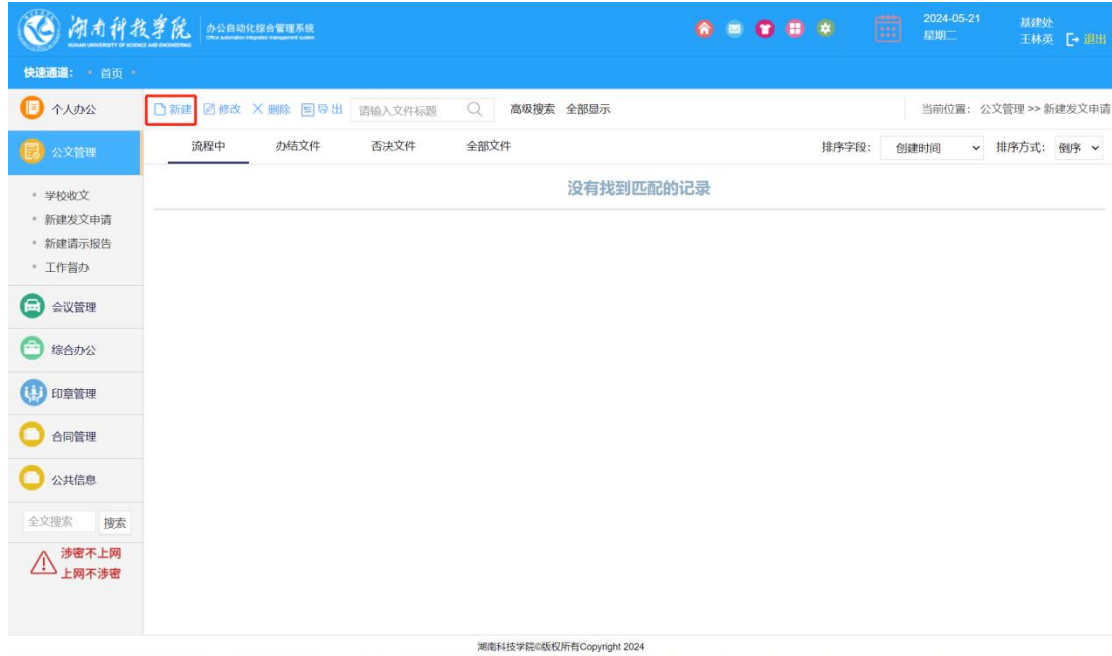 湖南科技学院 办公自动化综合管理系统
HUNAN UNIVERSITY OF SCIENCE AND ENGINEERING Office automation integrated management system
2024-05-21 基建处
星期二 王林英 退出
快速通道： 首页
个人办公
新建 修改 删除 导出 请输入文件标题 高级搜索 全部显示 当前位置： 公文管理 >> 新建发文申请
公文管理
流程中 办结文件 否决文件 全部文件 排序字段： 创建时间 排序方式： 倒序
没有找到匹配的记录
学校收文
新建发文申请
新建请示报告
工作督办
会议管理
综合办公
印章管理
合同管理
公共信息
全文搜索 搜索
涉密不上网
上网不涉密
湖南科技学院©版权所有Copyright 2024